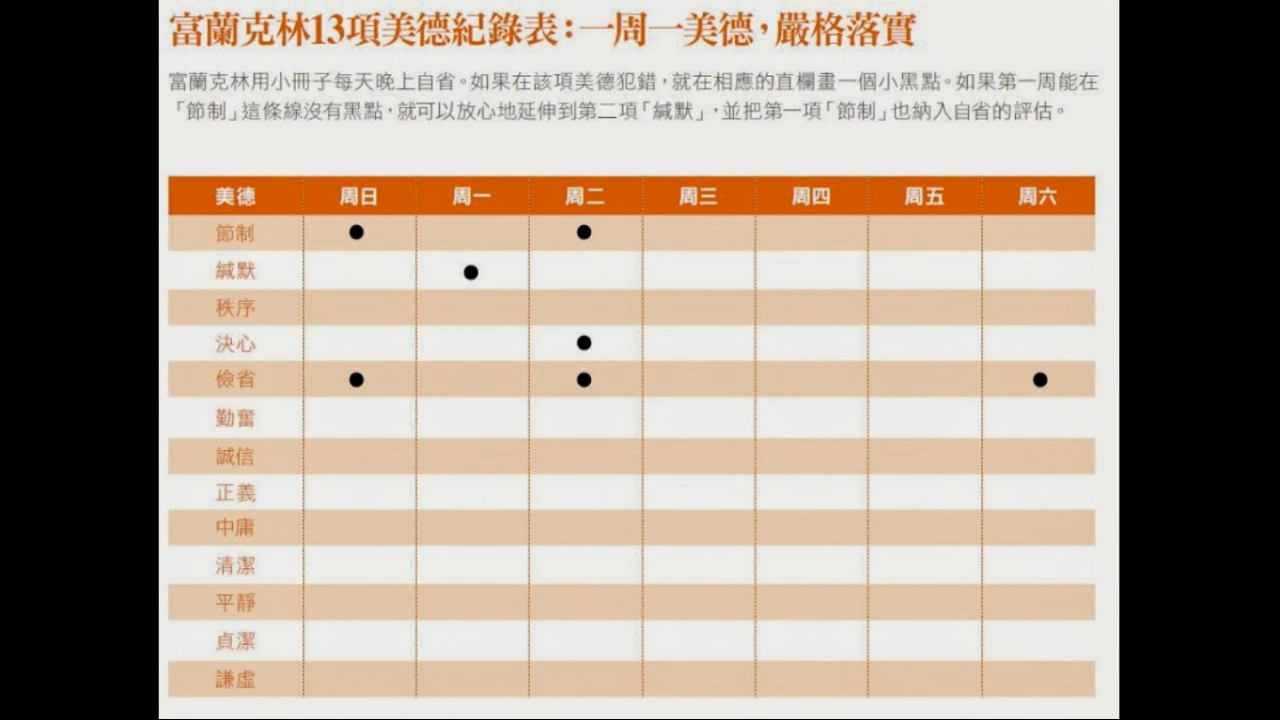 富蘭克林13項美德紀錄表：一周一美德，嚴格落實
富蘭克林用小冊子每天晚上自省。如果在該項美德犯錯，就在相應的直欄畫一個小黑點。如果第一周能在
「節制」這條線沒有黑點，就可以放心地延伸到第二項「緘默」，並把第一項「節制」也納入自省的評估。
美德 周日 周一 周二 周三 周四 周五 周六
節制
緘默
秩序
決心
儉省
勤奮
誠信
正義
中庸
清潔
平靜
貞潔
謙虛